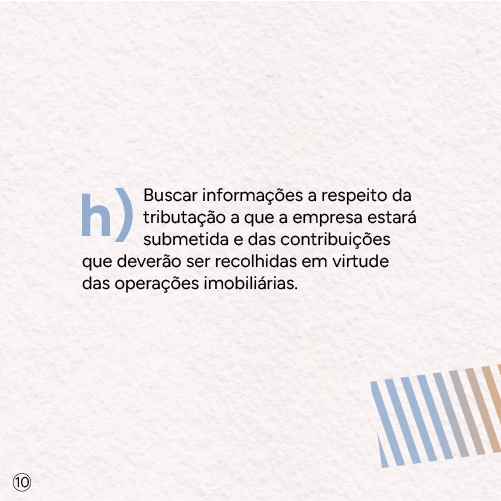 h) Buscar informações a respeito da
tributação a que a empresa estará
submetida e das contribuições
que deverão ser recolhidas em virtude
das operações imobiliárias.
10